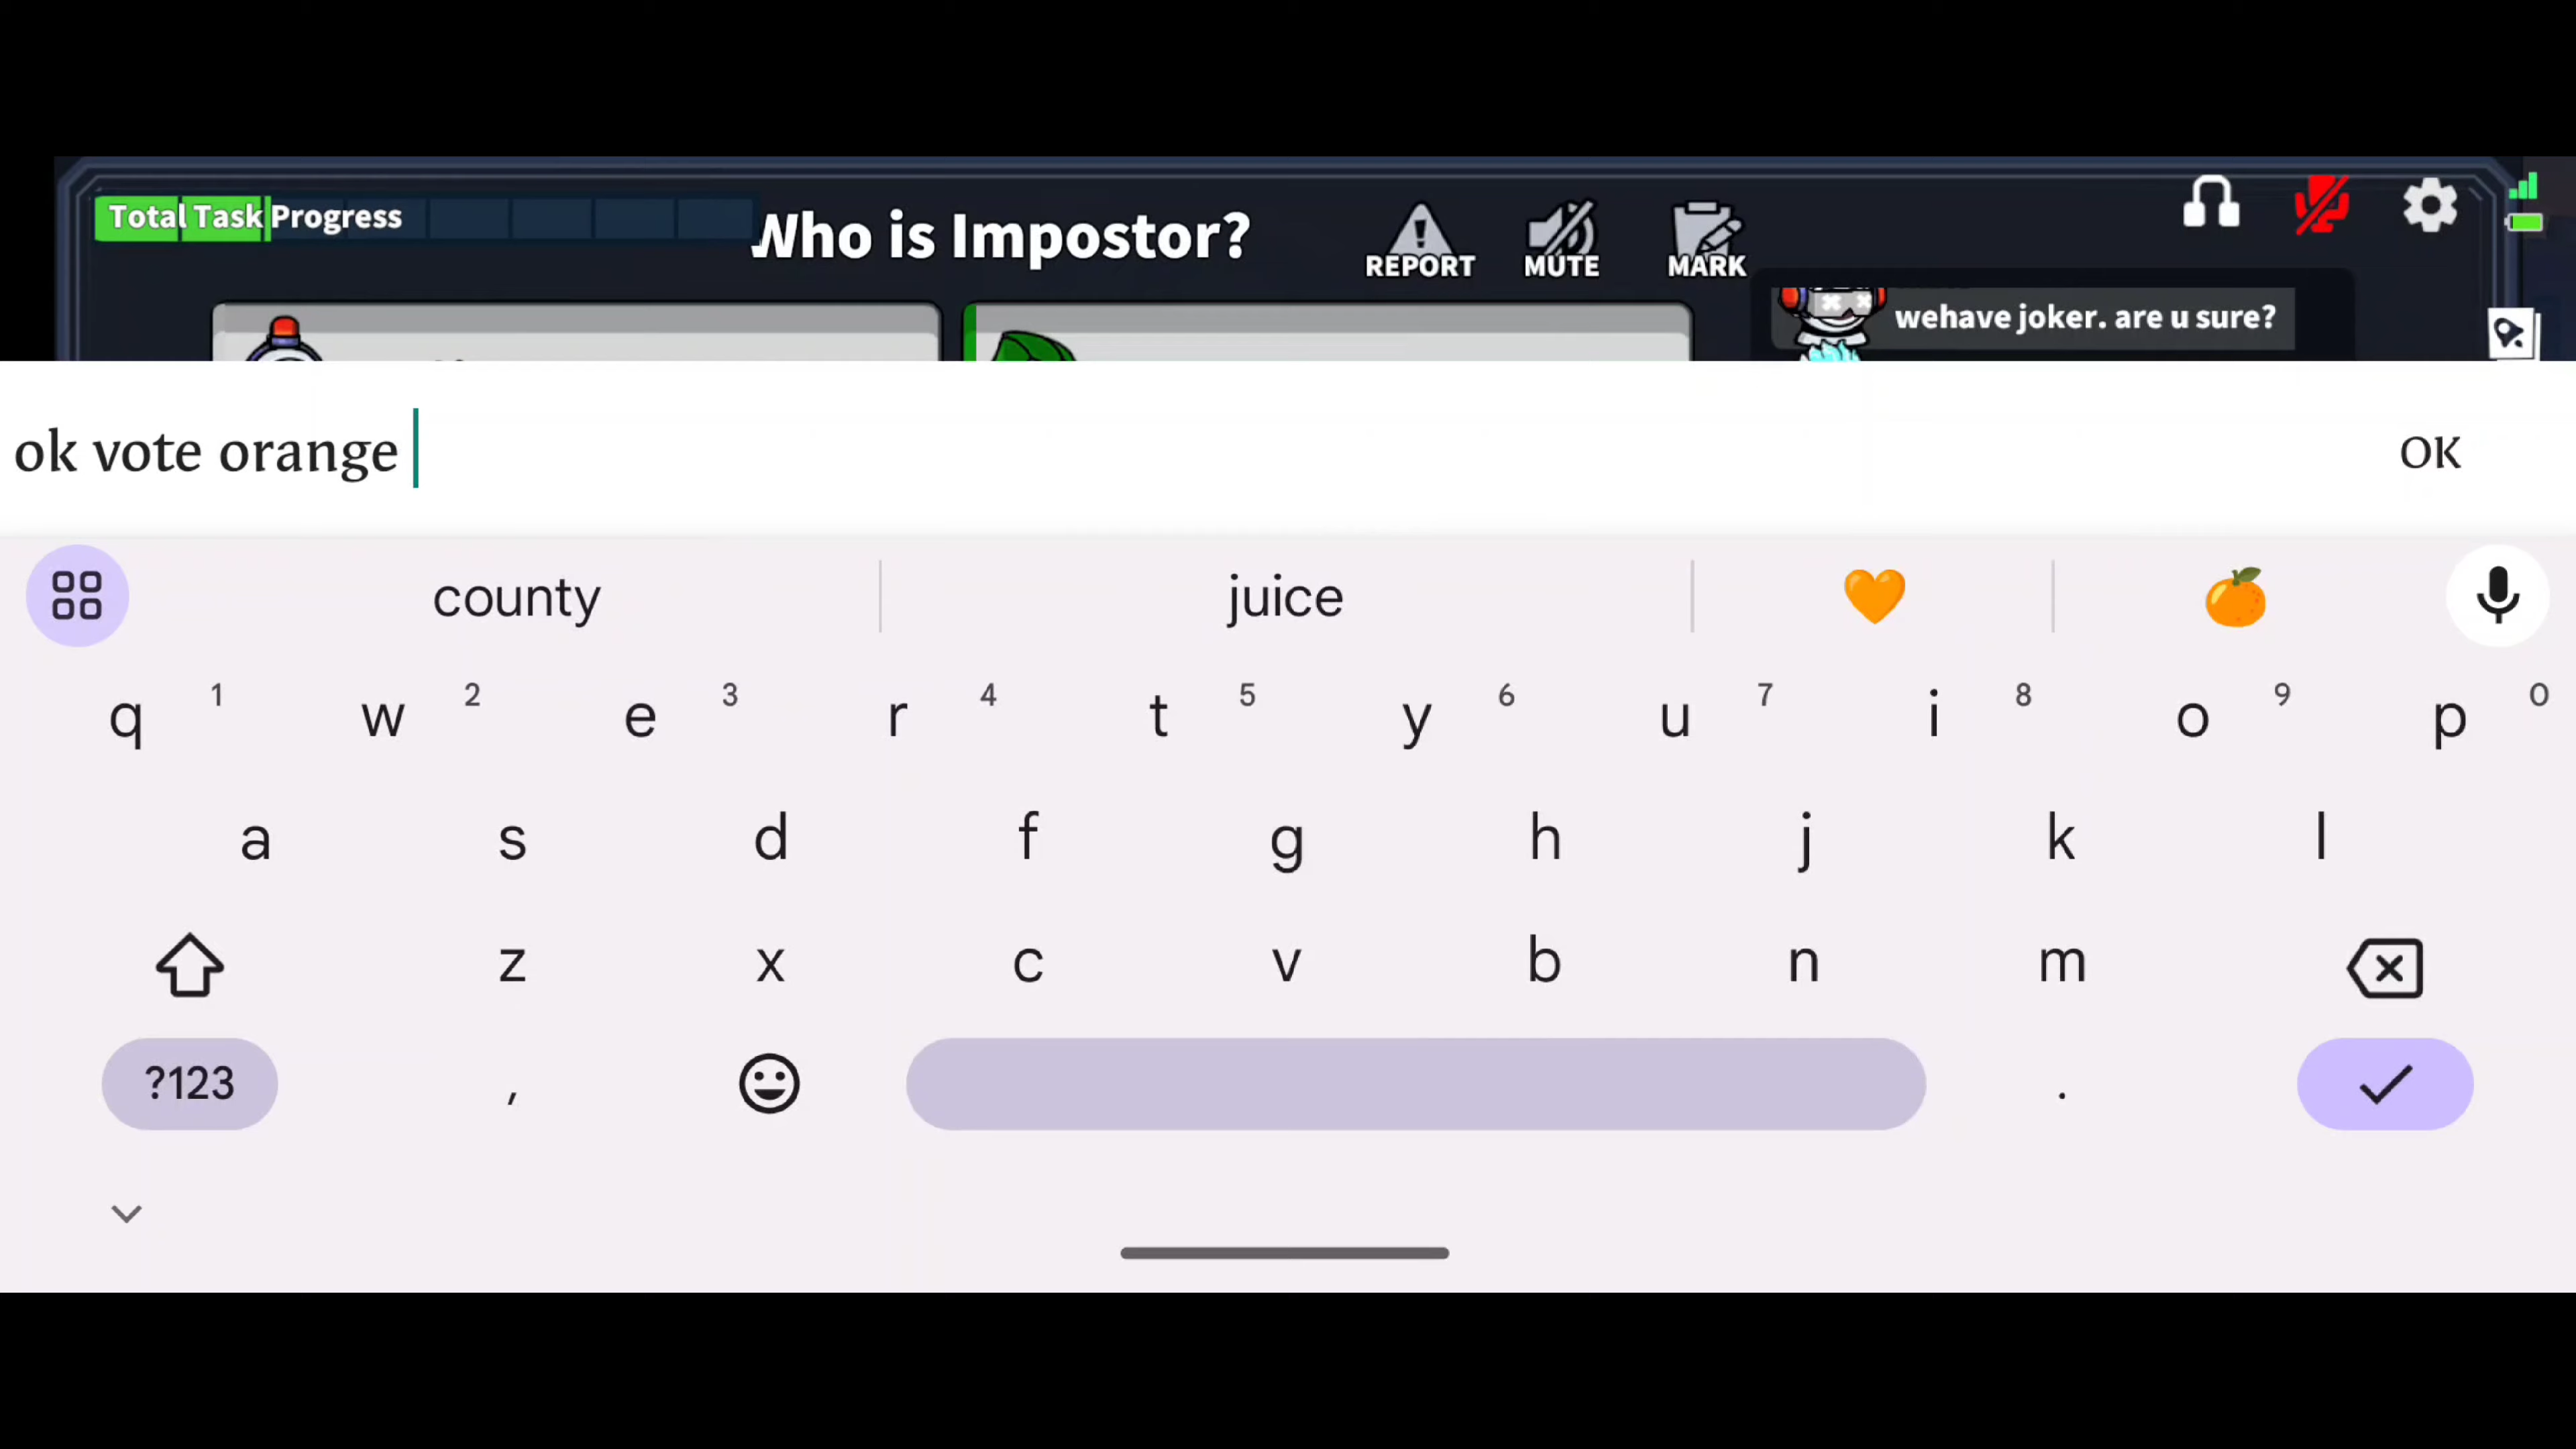 Total Task Progress
Who is Impostor?
REPORT MUTE MARK
wehave joker. are u sure?
ok vote orange
OK
county juice
q 1 w 2 e 3 r 4 t 5 y 6 u 7 i 8 o 9 p 0
a s d f g h j k l
z x c v b n m
?123 , .